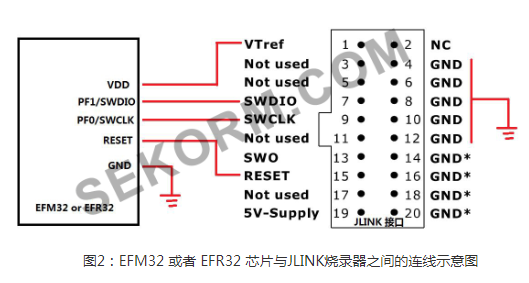 VTref 1 2 NC
Not used 3 4 GND
VDD Not used 5 6 GND
PF1/SWDIO SWDIO 7 8 GND
PF0/SWCLK SWCLK 9 10 GND
RESET Not used 11 12 GND
SWO 13 14 GND*
GND RESET 15 16 GND*
Not used 17 18 GND*
EFM32 or EFR32 5V-Supply 19 20 GND*
JLINK 接口
SEKORM.COM
图2：EFM32 或者 EFR32 芯片与JLINK烧录器之间的连线示意图